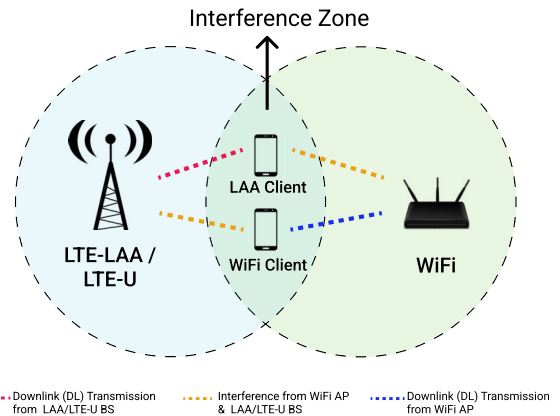 Interference Zone
LAA Client
WiFi Client
LTE-LAA /
LTE-U
WiFi
Downlink (DL) Transmission
from LAA/LTE-U BS
Interference from WiFi AP
& LAA/LTE-U BS
Downlink (DL) Transmission
from WiFi AP